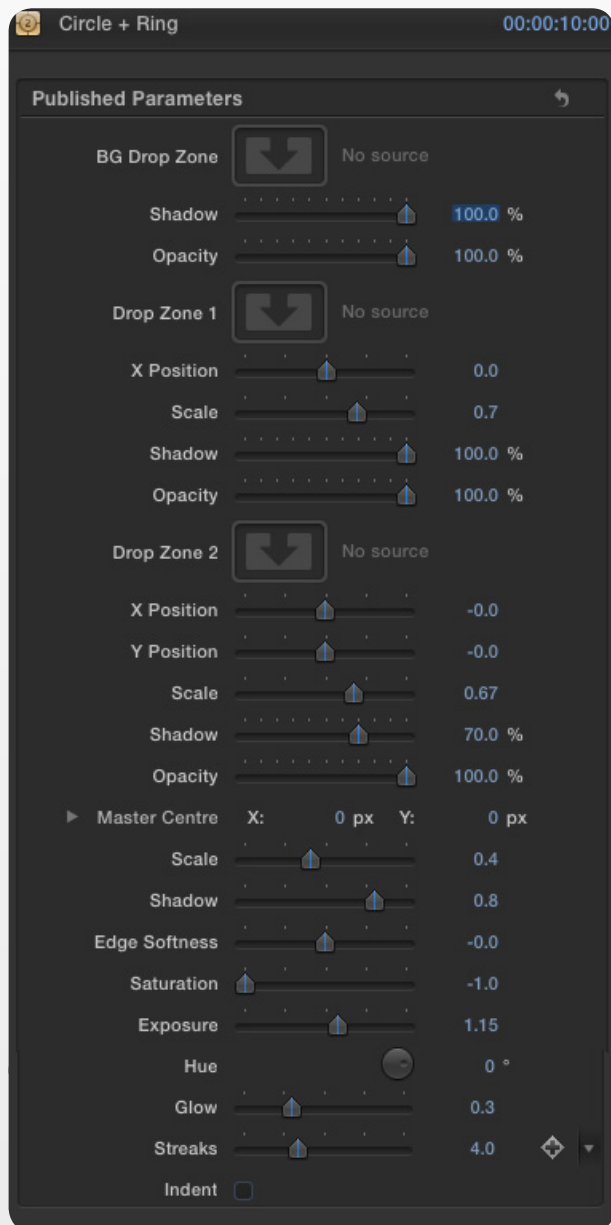 2 Circle + Ring 00:00:10:00
Published Parameters
BG Drop Zone No source
Shadow 100.0 %
Opacity 100.0 %
Drop Zone 1 No source
X Position 0.0
Scale 0.7
Shadow 100.0 %
Opacity 100.0 %
Drop Zone 2 No source
X Position -0.0
Y Position -0.0
Scale 0.67
Shadow 70.0 %
Opacity 100.0 %
Master Centre X: 0 px Y: 0 px
Scale 0.4
Shadow 0.8
Edge Softness -0.0
Saturation -1.0
Exposure 1.15
Hue 0 °
Glow 0.3
Streaks 4.0
Indent